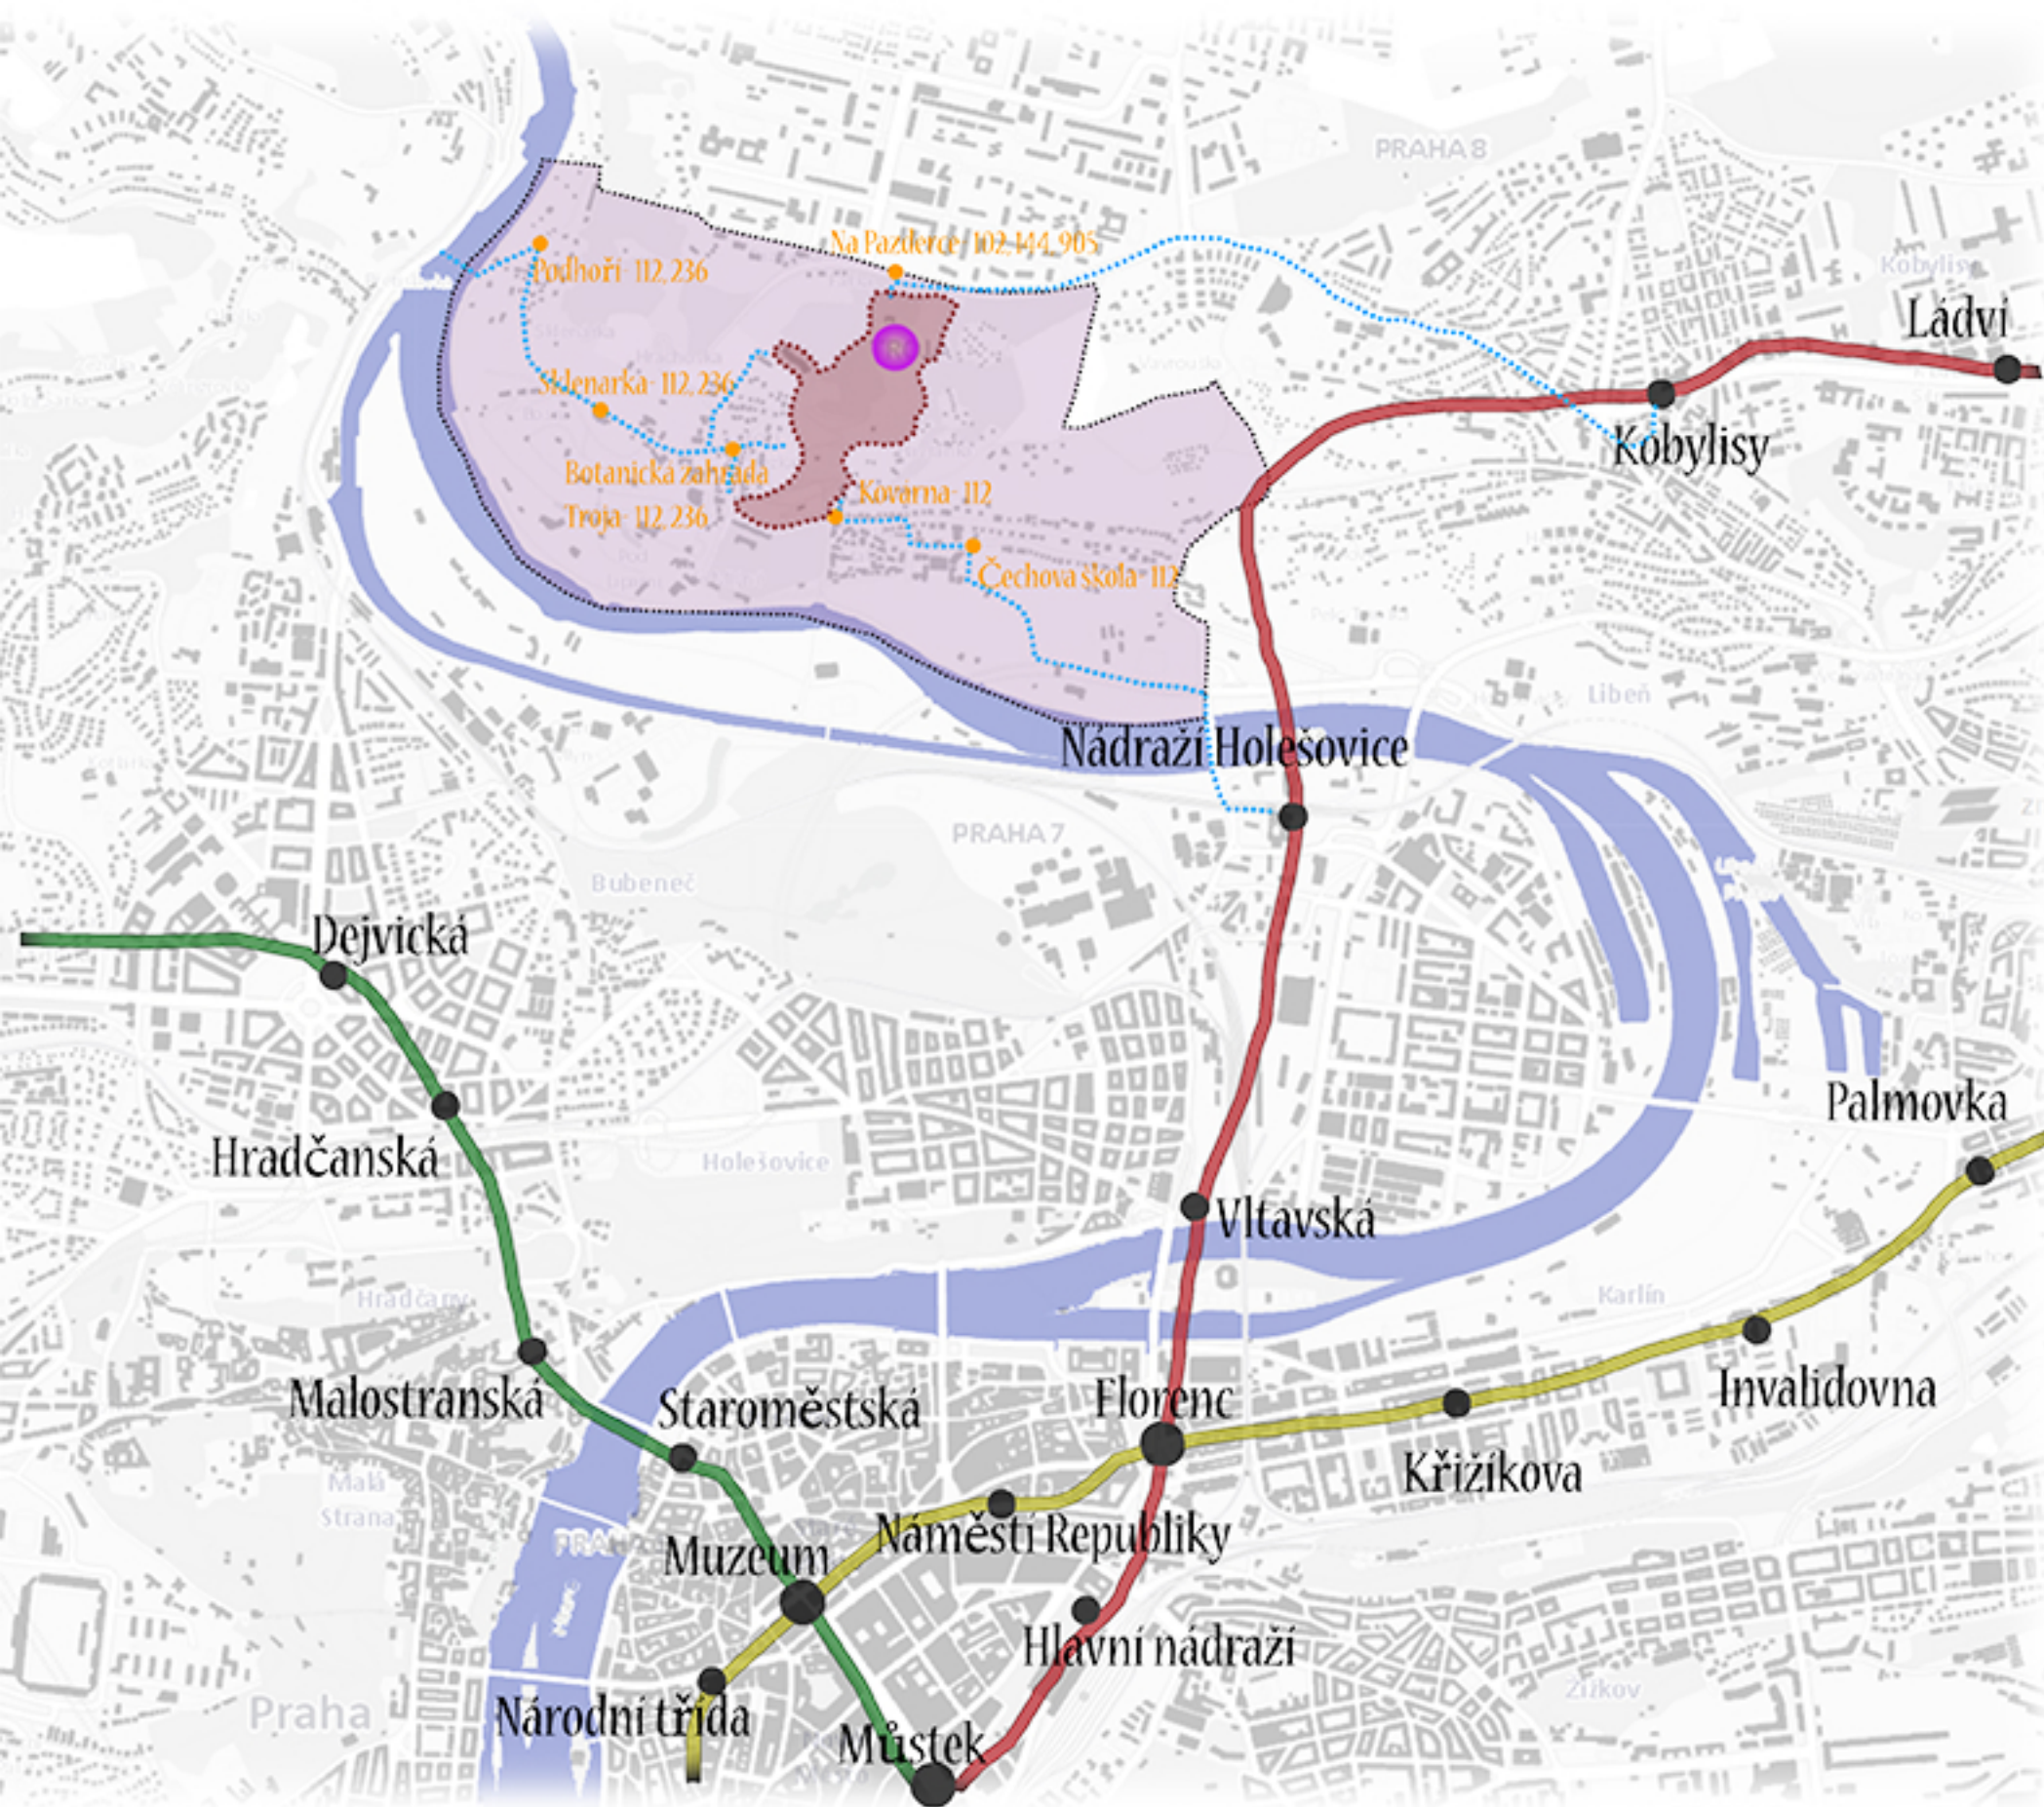 PRAHA 8
Na Pazderce- 102,144,905
Podhoří- 112,236
Kobylisy
Ládví
Sklenarka- 112,236
Kobylisy
Botanická zahrada
Troja- 112,236
Kovárna- 112
Čechova škola- 112
Libeň
Nádraží Holešovice
PRAHA 7
Bubeneč
Dejvická
Palmovka
Hradčanská
Holešovice
Vltavská
Hradčany
Karlín
Malostranská
Staroměstská
Florenc
Invalidovna
Křižíkova
Malá
Strana
Náměstí Republiky
Muzeum
Hlavní nádraží
Žižkov
Praha
Národní třída
Můstek